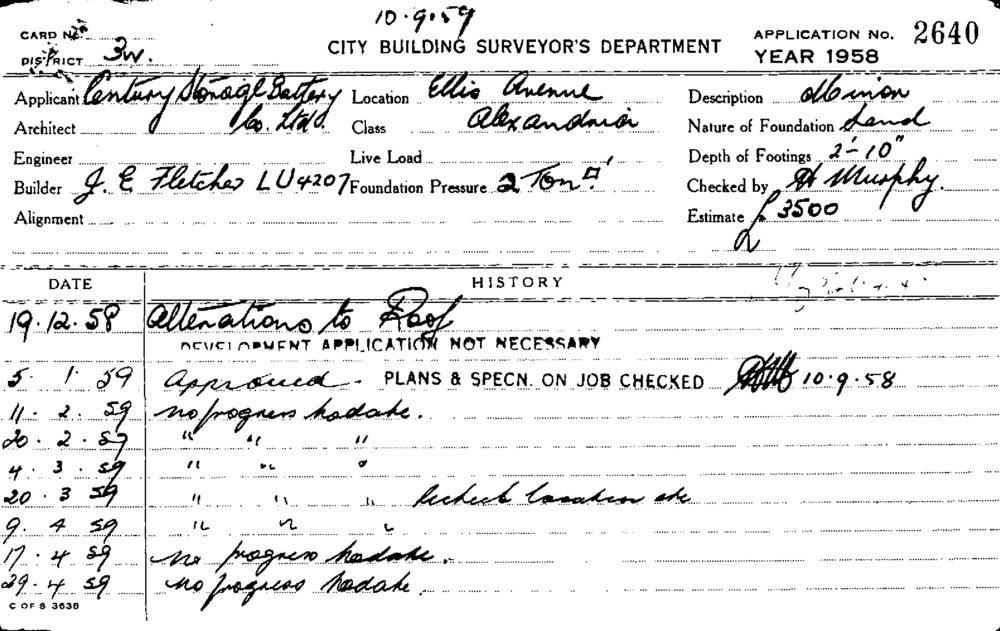 10.9.59
CARD No.
DISTRICT 3W.
CITY BUILDING SURVEYOR'S DEPARTMENT
APPLICATION No. 2640
YEAR 1958
Applicant Century Storage Battery Co. Ltd.
Location Ellis Avenue
Description Minor
Architect
Class Alexandria
Nature of Foundation Sand
Engineer
Live Load
Depth of Footings 2'-10"
Builder J. E Fletcher LU4207
Foundation Pressure 2 Ton □'
Checked by H Murphy.
Alignment
Estimate £3500
DATE HISTORY
19.12.58 Alterations to Roof
DEVELOPMENT APPLICATION NOT NECESSARY
5. 1. 59 Approved. PLANS & SPECN. ON JOB CHECKED 10.9.58
11. 2. 59 no progress to date.
20. 2. 59 " " "
4. 3. 59 " " "
20. 3 59 " " " location
9. 4 59 " " "
17. 4 59 no progress to date.
29. 4 59 no progress to date.
C OF S 3638